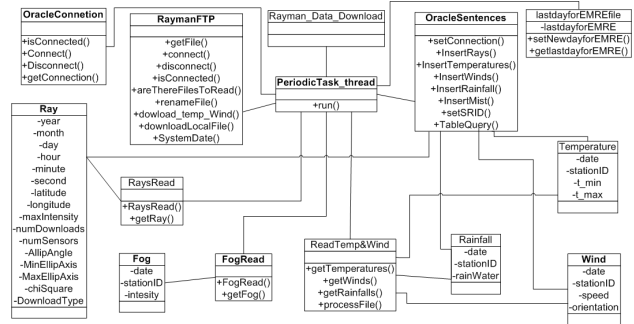 OracleConnetion
+isConnected()
+Connect()
+Disconnect()
+getConnection()
RaymanFTP
+getFile()
+connect()
+disconnect()
+isConnected()
+areThereFilesToRead()
+renameFile()
+dowload_temp_Wind()
+downloadLocalFile()
+SystemDate()
Rayman_Data_Download
PeriodicTask_thread
+run()
OracleSentences
+setConnection()
+InsertRays()
+InsertTemperatures()
+InsertWinds()
+InsertRainfall()
+InsertMist()
+setSRID()
+TableQuery()
lastdayforEMREfile
-lastdayforEMRE
+setNewdayforEMRE()
+getlastdayforEMRE()
Ray
-year
-month
-day
-hour
-minute
-second
-latitude
-longitude
-maxIntensity
-numDownloads
-numSensors
-AllipAngle
-MinEllipAxis
-MaxEllipAxis
-chiSquare
-DownloadType
RaysRead
+RaysRead()
+getRay()
Fog
-date
-stationID
-intesity
FogRead
+FogRead()
+getFog()
ReadTemp&Wind
+getTemperatures()
+getWinds()
+getRainfalls()
+processFile()
Rainfall
-date
-stationID
-rainWater
Temperature
-date
-stationID
-t_min
-t_max
Wind
-date
-stationID
-speed
-orientation